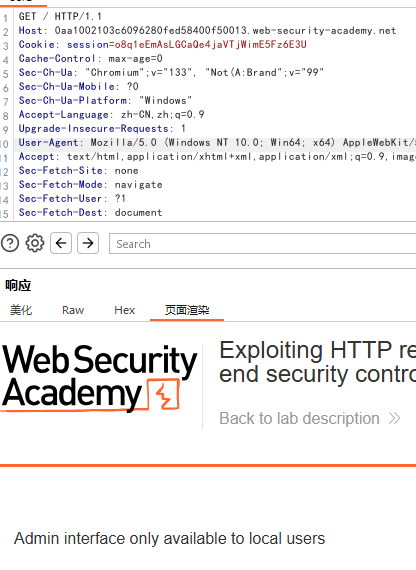 1 GET / HTTP/1.1
2 Host: 0aa1002103c6096280fed58400f50013.web-security-academy.net
3 Cookie: session=o8q1eEmAsLGCaQe4jaVTjWimE5Fz6E3U
4 Cache-Control: max-age=0
5 Sec-Ch-Ua: "Chromium";v="133", "Not(A:Brand";v="99"
6 Sec-Ch-Ua-Mobile: ?0
7 Sec-Ch-Ua-Platform: "Windows"
8 Accept-Language: zh-CN,zh;q=0.9
9 Upgrade-Insecure-Requests: 1
10 User-Agent: Mozilla/5.0 (Windows NT 10.0; Win64; x64) AppleWebKit/
11 Accept: text/html,application/xhtml+xml,application/xml;q=0.9,imag
12 Sec-Fetch-Site: none
13 Sec-Fetch-Mode: navigate
14 Sec-Fetch-User: ?1
15 Sec-Fetch-Dest: document
Search
响应
美化 Raw Hex 页面渲染
Web Security
Academy
Exploiting HTTP re
end security contro
Back to lab description
Admin interface only available to local users